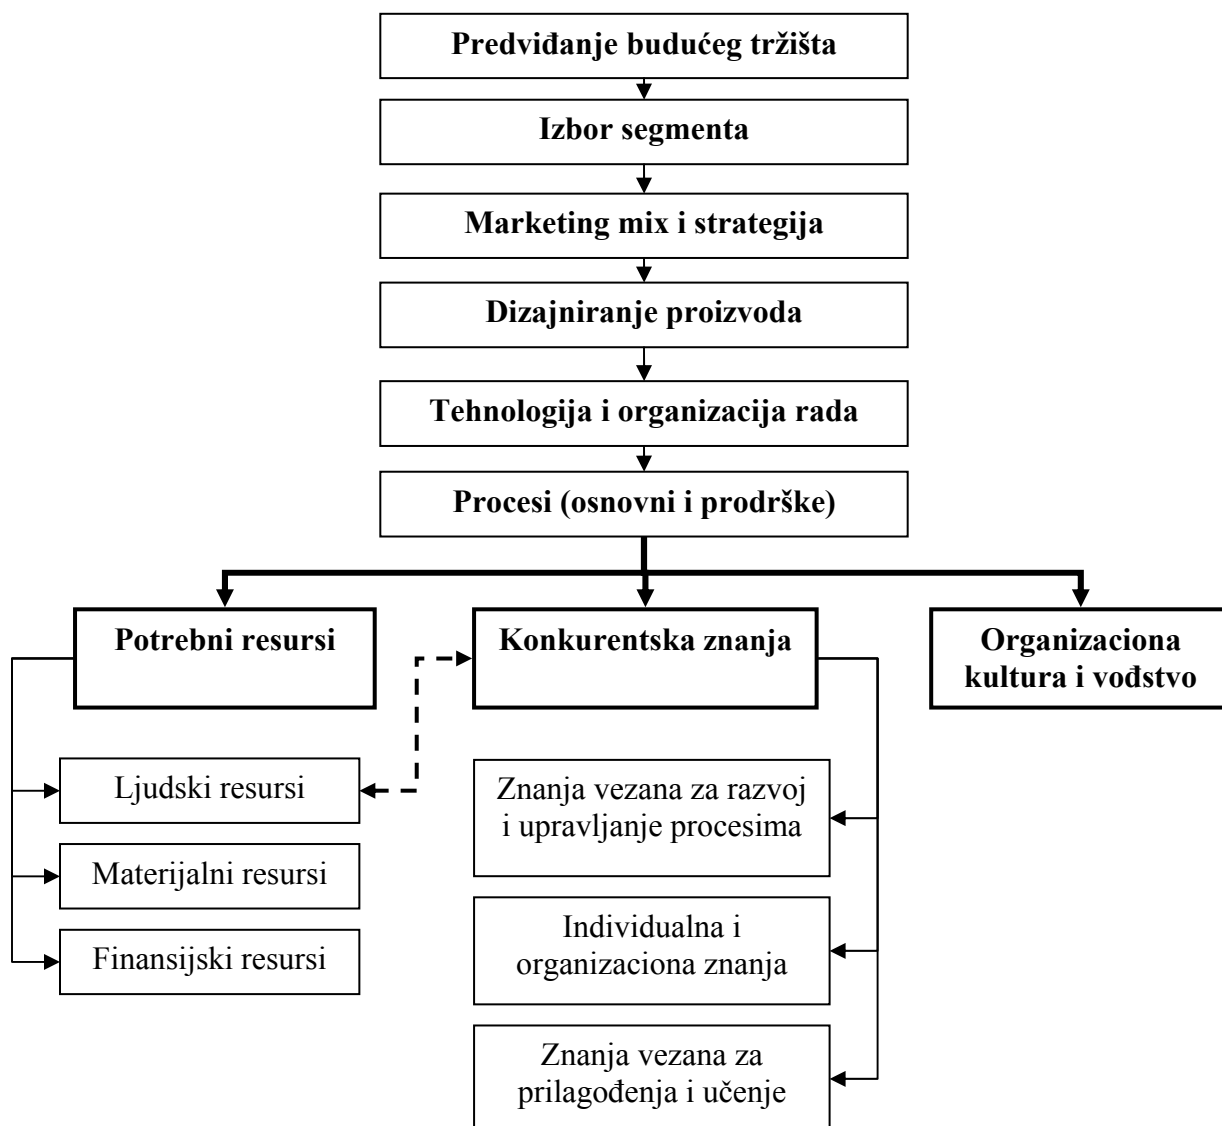 Predviđanje budućeg tržišta
Izbor segmenta
Marketing mix i strategija
Dizajniranje proizvoda
Tehnologija i organizacija rada
Procesi (osnovni i prodrške)
Potrebni resursi
Konkurentska znanja
Organizaciona
kultura i vođstvo
Ljudski resursi
Materijalni resursi
Finansijski resursi
Znanja vezana za razvoj
i upravljanje procesima
Individualna i
organizaciona znanja
Znanja vezana za
prilagođenja i učenje